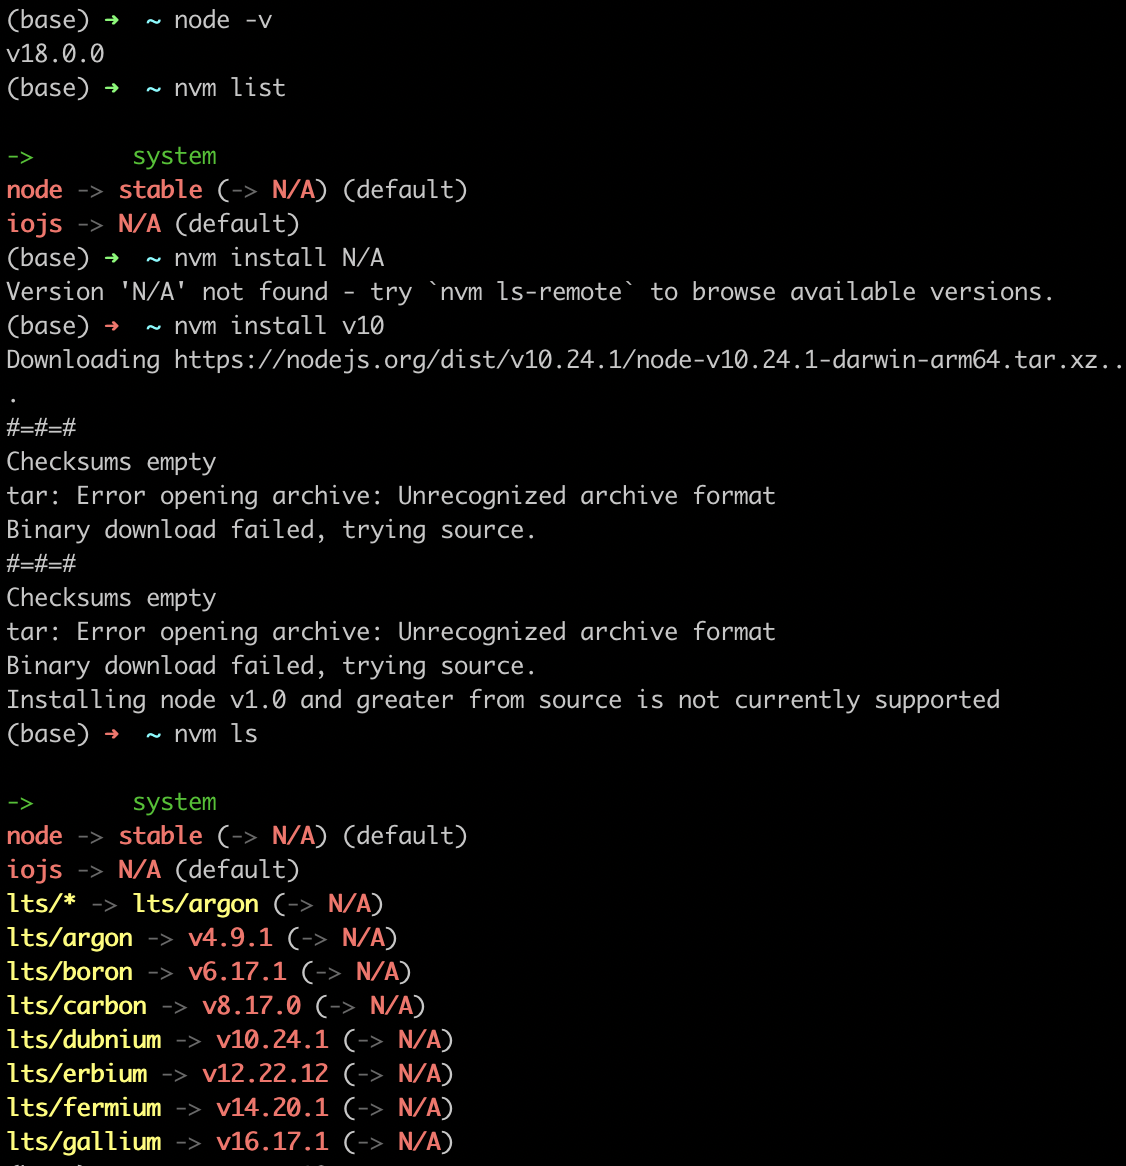 (base) ➜  ~ node -v
v18.0.0
(base) ➜  ~ nvm list

->       system
node -> stable (-> N/A) (default)
iojs -> N/A (default)
(base) ➜  ~ nvm install N/A
Version 'N/A' not found - try `nvm ls-remote` to browse available versions.
(base) ➜  ~ nvm install v10
Downloading https://nodejs.org/dist/v10.24.1/node-v10.24.1-darwin-arm64.tar.xz..
.
#=#=#
Checksums empty
tar: Error opening archive: Unrecognized archive format
Binary download failed, trying source.
#=#=#
Checksums empty
tar: Error opening archive: Unrecognized archive format
Binary download failed, trying source.
Installing node v1.0 and greater from source is not currently supported
(base) ➜  ~ nvm ls

->       system
node -> stable (-> N/A) (default)
iojs -> N/A (default)
lts/* -> lts/argon (-> N/A)
lts/argon -> v4.9.1 (-> N/A)
lts/boron -> v6.17.1 (-> N/A)
lts/carbon -> v8.17.0 (-> N/A)
lts/dubnium -> v10.24.1 (-> N/A)
lts/erbium -> v12.22.12 (-> N/A)
lts/fermium -> v14.20.1 (-> N/A)
lts/gallium -> v16.17.1 (-> N/A)